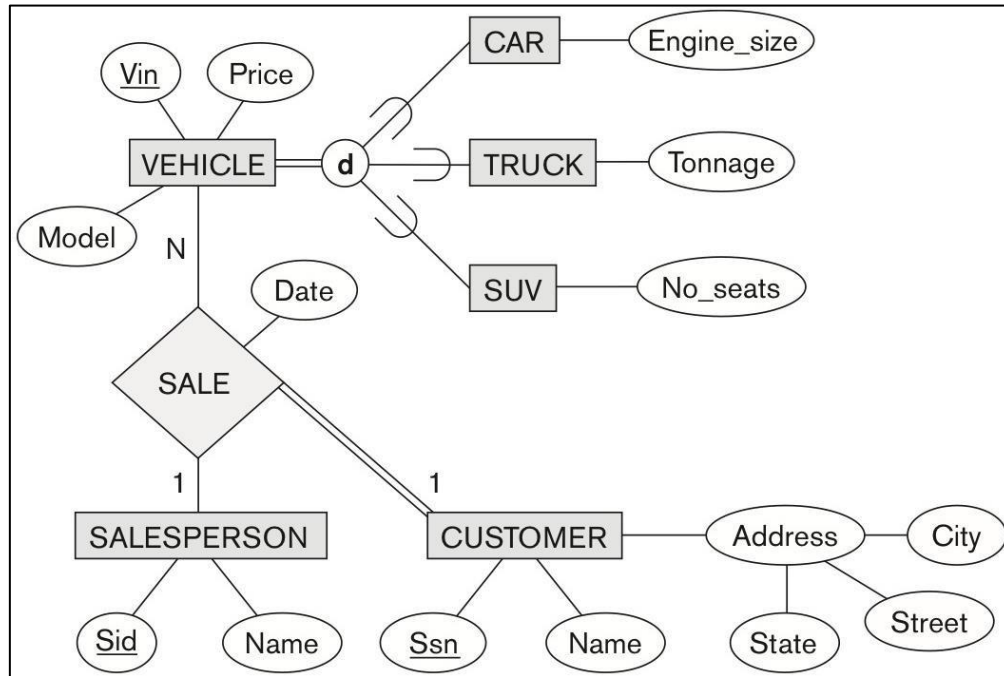 CAR
Engine_size
Vin
Price
VEHICLE
d
TRUCK
Tonnage
Model
N
SUV
No_seats
Date
SALE
1
1
SALESPERSON
CUSTOMER
Address
City
Sid
Name
Ssn
Name
State
Street